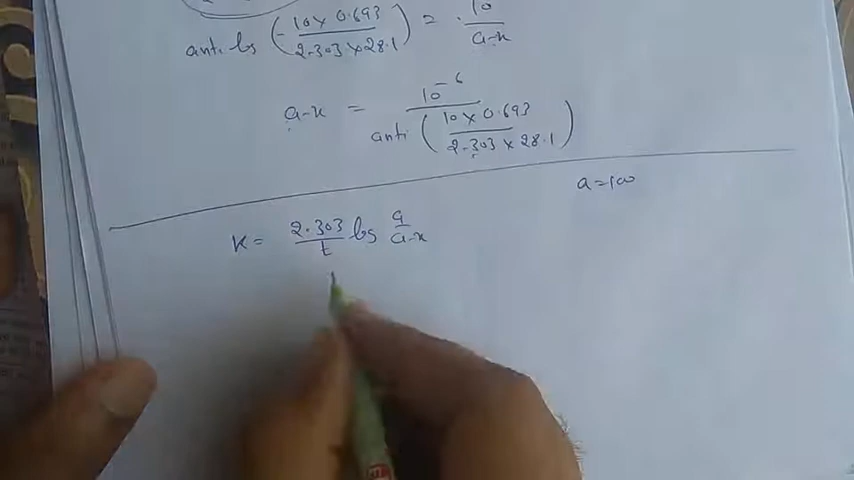 anti log (- 10 x 0.693 / 2.303 x 28.1) = 10 / a-x
a-x = 10^-6 / anti (10 x 0.693 / 2.303 x 28.1)
a = 100
K = 2.303 / t log a / a-x